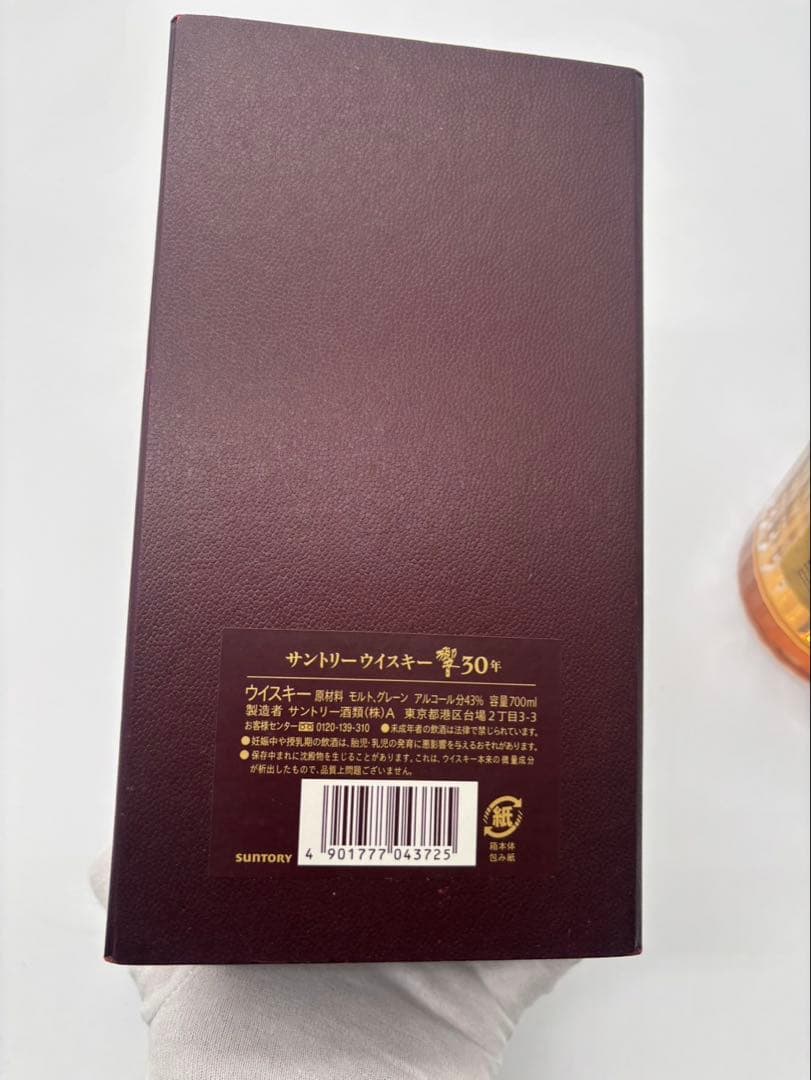 サントリーウイスキー 響 30年
ウイスキー 原材料 モルト、グレーン アルコール分43% 容量700ml
製造者 サントリー酒類(株)A 東京都港区台場2丁目3-3
お客様センター 0120-139-310 ●未成年者の飲酒は法律で禁じられています。
●妊娠中や授乳期の飲酒は、胎児・乳児の発育に悪影響を与えるおそれがあります。
●保存中まれに沈殿物を生じることがあります。これは、ウイスキー本来の微量成分
が析出したもので、品質上問題ございません。
紙
箱本体
包み紙
SUNTORY
4 901777 043725